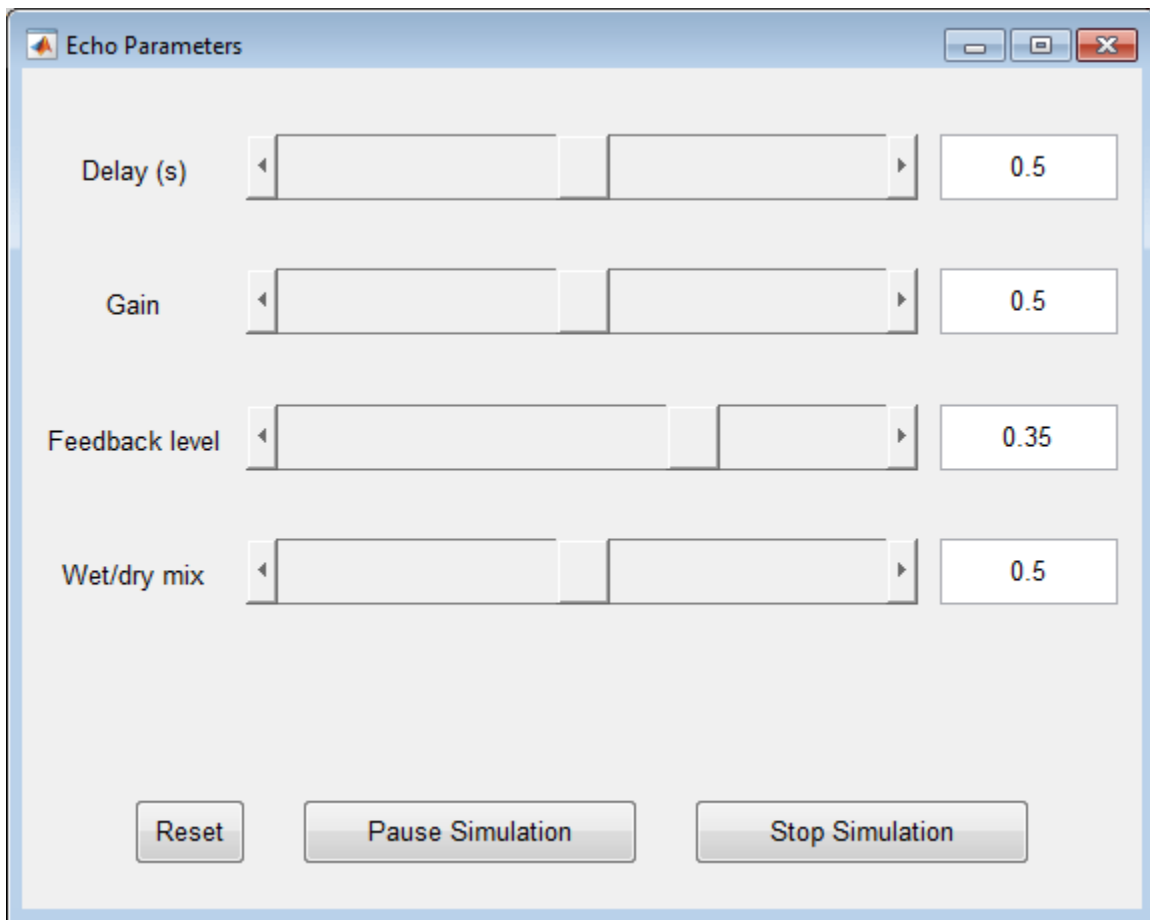 Echo Parameters
Delay (s) 0.5
Gain 0.5
Feedback level 0.35
Wet/dry mix 0.5
Reset Pause Simulation Stop Simulation